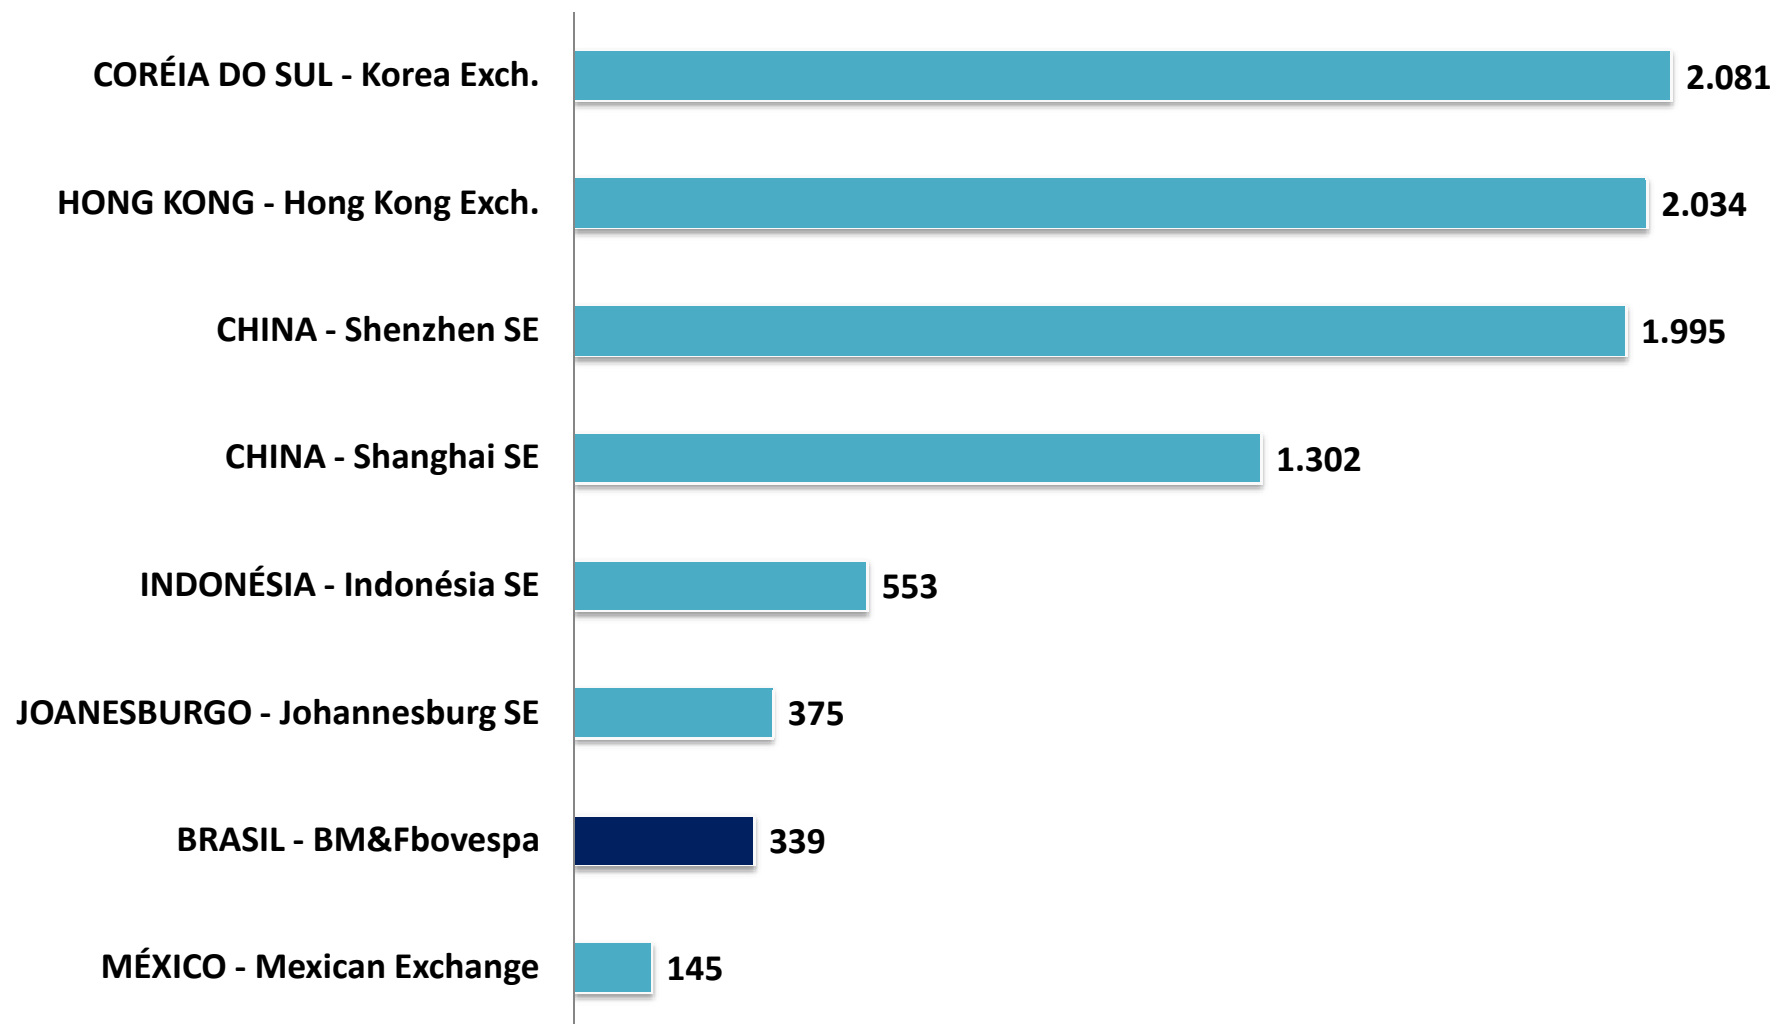 CORÉIA DO SUL - Korea Exch. 2.081
HONG KONG - Hong Kong Exch. 2.034
CHINA - Shenzhen SE 1.995
CHINA - Shanghai SE 1.302
INDONÉSIA - Indonésia SE 553
JOANESBURGO - Johannesburg SE 375
BRASIL - BM&Fbovespa 339
MÉXICO - Mexican Exchange 145